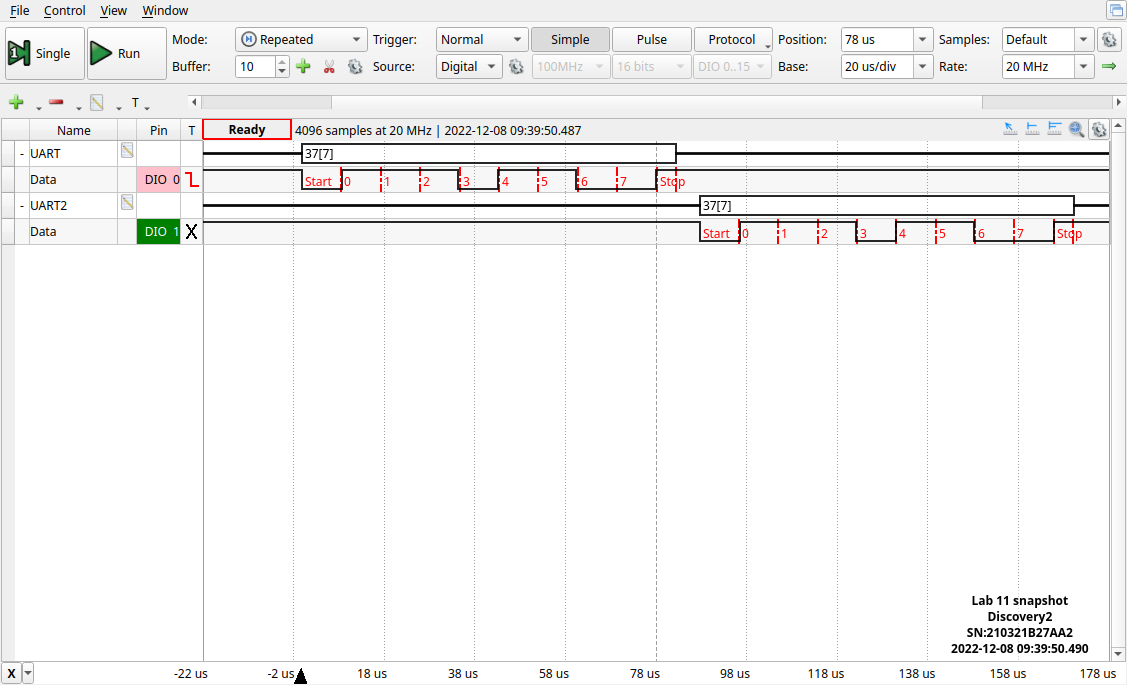 File Control View Window
Single Run Mode: Repeated Trigger: Normal Simple Pulse Protocol Position: 78 us Samples: Default
Buffer: 10 Source: Digital 100MHz 16 bits DIO 0..15 Base: 20 us/div Rate: 20 MHz
T
Name Pin T Ready 4096 samples at 20 MHz | 2022-12-08 09:39:50.487
- UART 37[7]
Data DIO 0 Start 0 1 2 3 4 5 6 7 Stop
- UART2 37[7]
Data DIO 1 X Start 0 1 2 3 4 5 6 7 Stop
Lab 11 snapshot
Discovery2
SN:210321B27AA2
2022-12-08 09:39:50.490
X -22 us -2 us 18 us 38 us 58 us 78 us 98 us 118 us 138 us 158 us 178 us